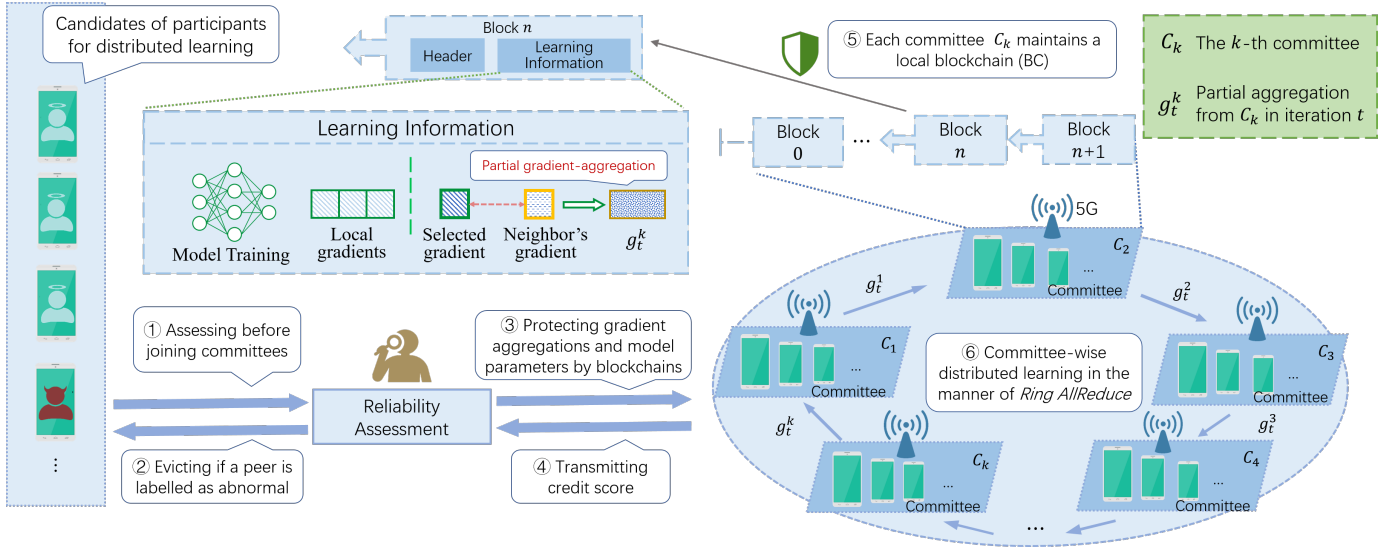 Candidates of participants
for distributed learning
⋮
① Assessing before
joining committees
② Evicting if a peer is
labelled as abnormal
Reliability
Assessment
③ Protecting gradient
aggregations and model
parameters by blockchains
④ Transmitting
credit score
Block n
Header
Learning
Information
Learning Information
Partial gradient-aggregation
Model Training
Local
gradients
Selected
gradient
Neighbor's
gradient
g_t^k
⑤ Each committee C_k maintains a
local blockchain (BC)
C_k The k-th committee
g_t^k Partial aggregation
from C_k in iteration t
Block
0
...
Block
n
Block
n+1
5G
C_2
...
Committee
g_t^1
g_t^2
C_1
...
Committee
C_3
...
Committee
⑥ Committee-wise
distributed learning in the
manner of Ring AllReduce
g_t^k
g_t^3
C_k
...
Committee
C_4
...
Committee
...